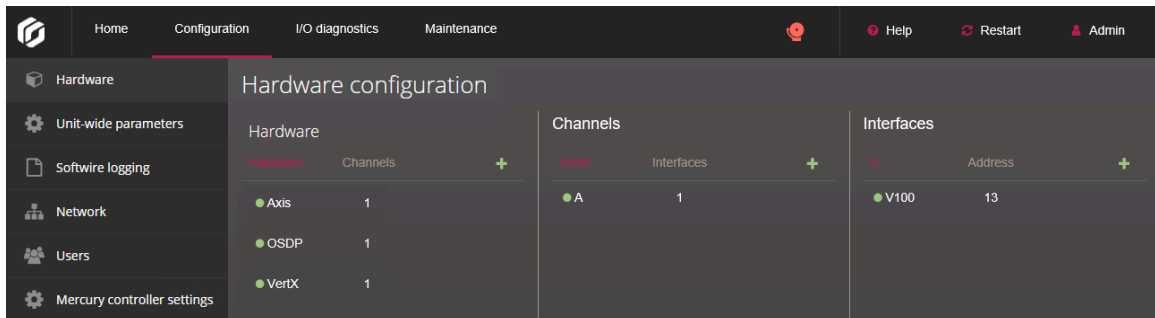 Home Configuration I/O diagnostics Maintenance Help Restart Admin
Hardware
Unit-wide parameters
Softwire logging
Network
Users
Mercury controller settings
Hardware configuration
Hardware
Hardware Channels +
Axis 1
OSDP 1
VertX 1
Channels
VertX Interfaces +
A 1
Interfaces
A Address +
V100 13